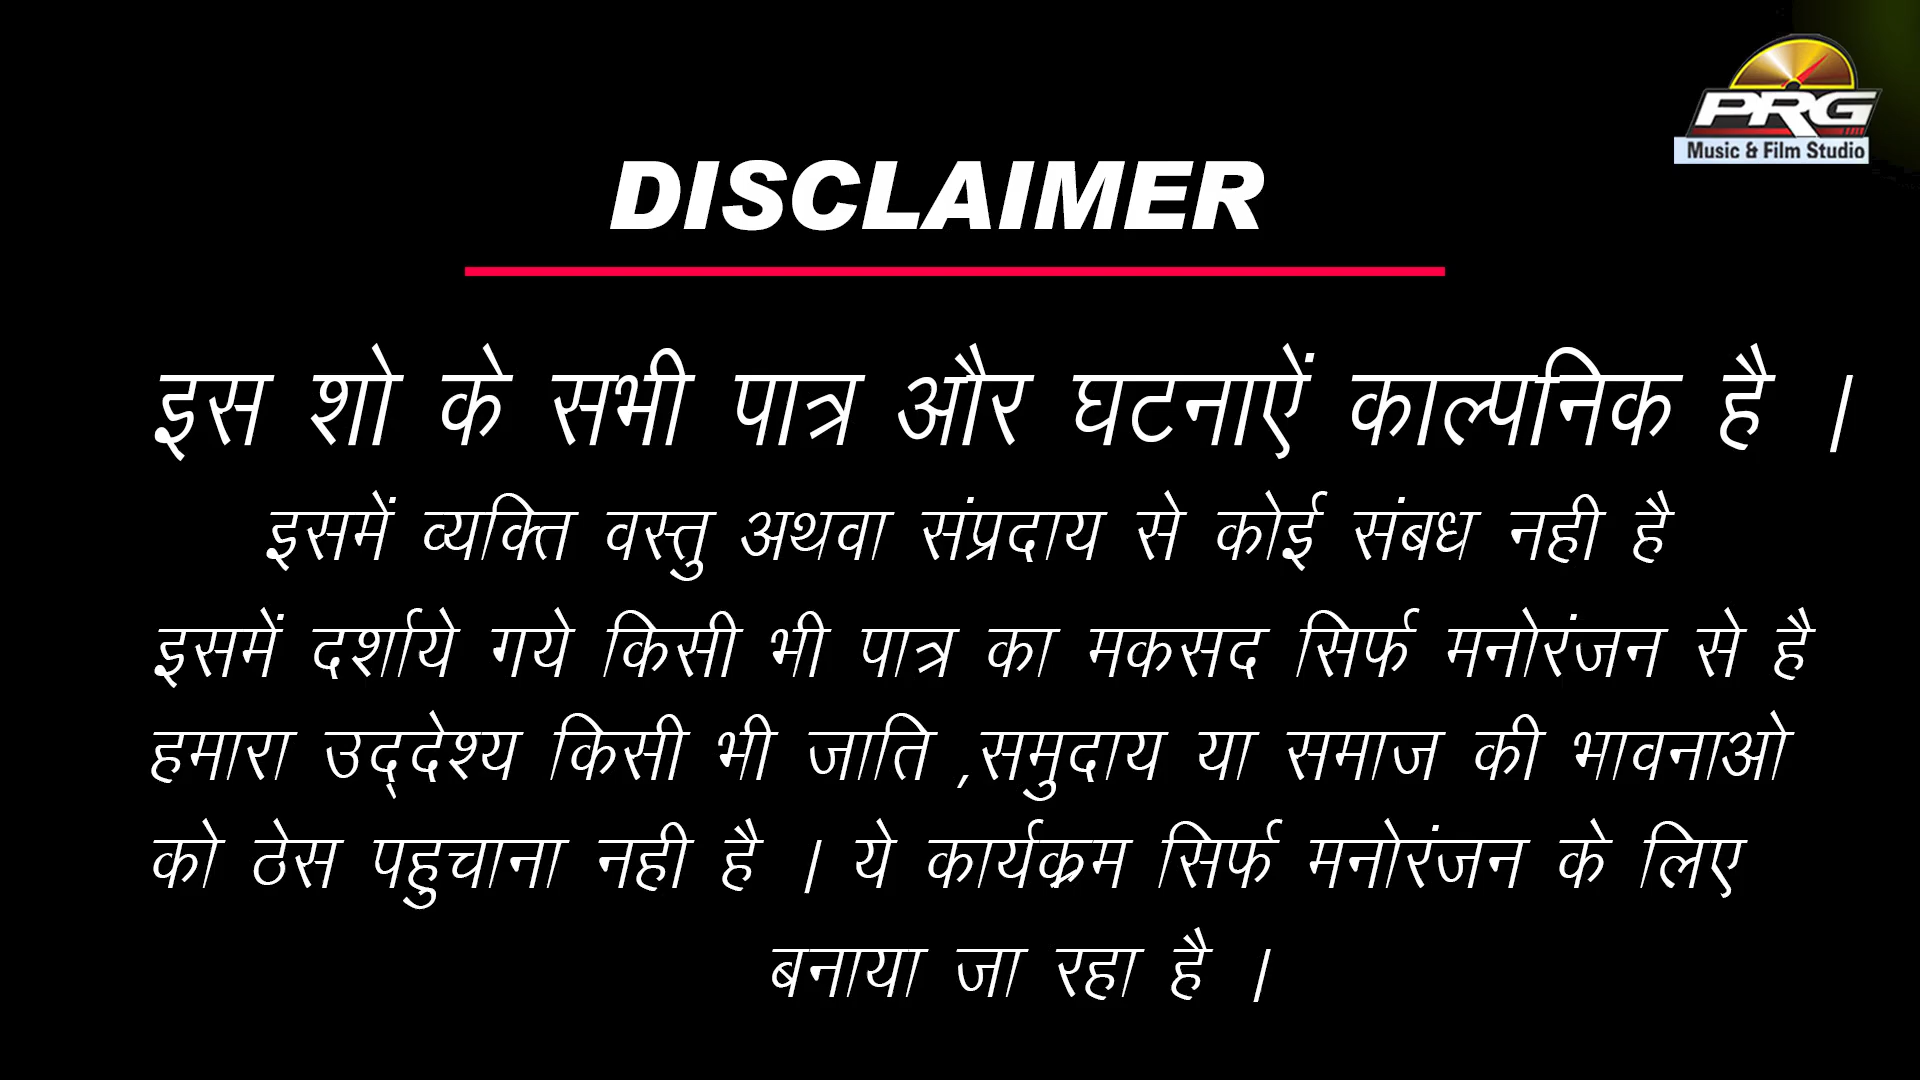 PRG
Music & Film Studio
DISCLAIMER
इस शो के सभी पात्र और घटनाऐं काल्पनिक है ।
इसमें व्यक्ति वस्तु अथवा संप्रदाय से कोई संबध नही है
इसमें दर्शाये गये किसी भी पात्र का मकसद सिर्फ मनोरंजन से है
हमारा उद्देश्य किसी भी जाति ,समुदाय या समाज की भावनाओ
को ठेस पहुचाना नही है । ये कार्यक्रम सिर्फ मनोरंजन के लिए
बनाया जा रहा है ।